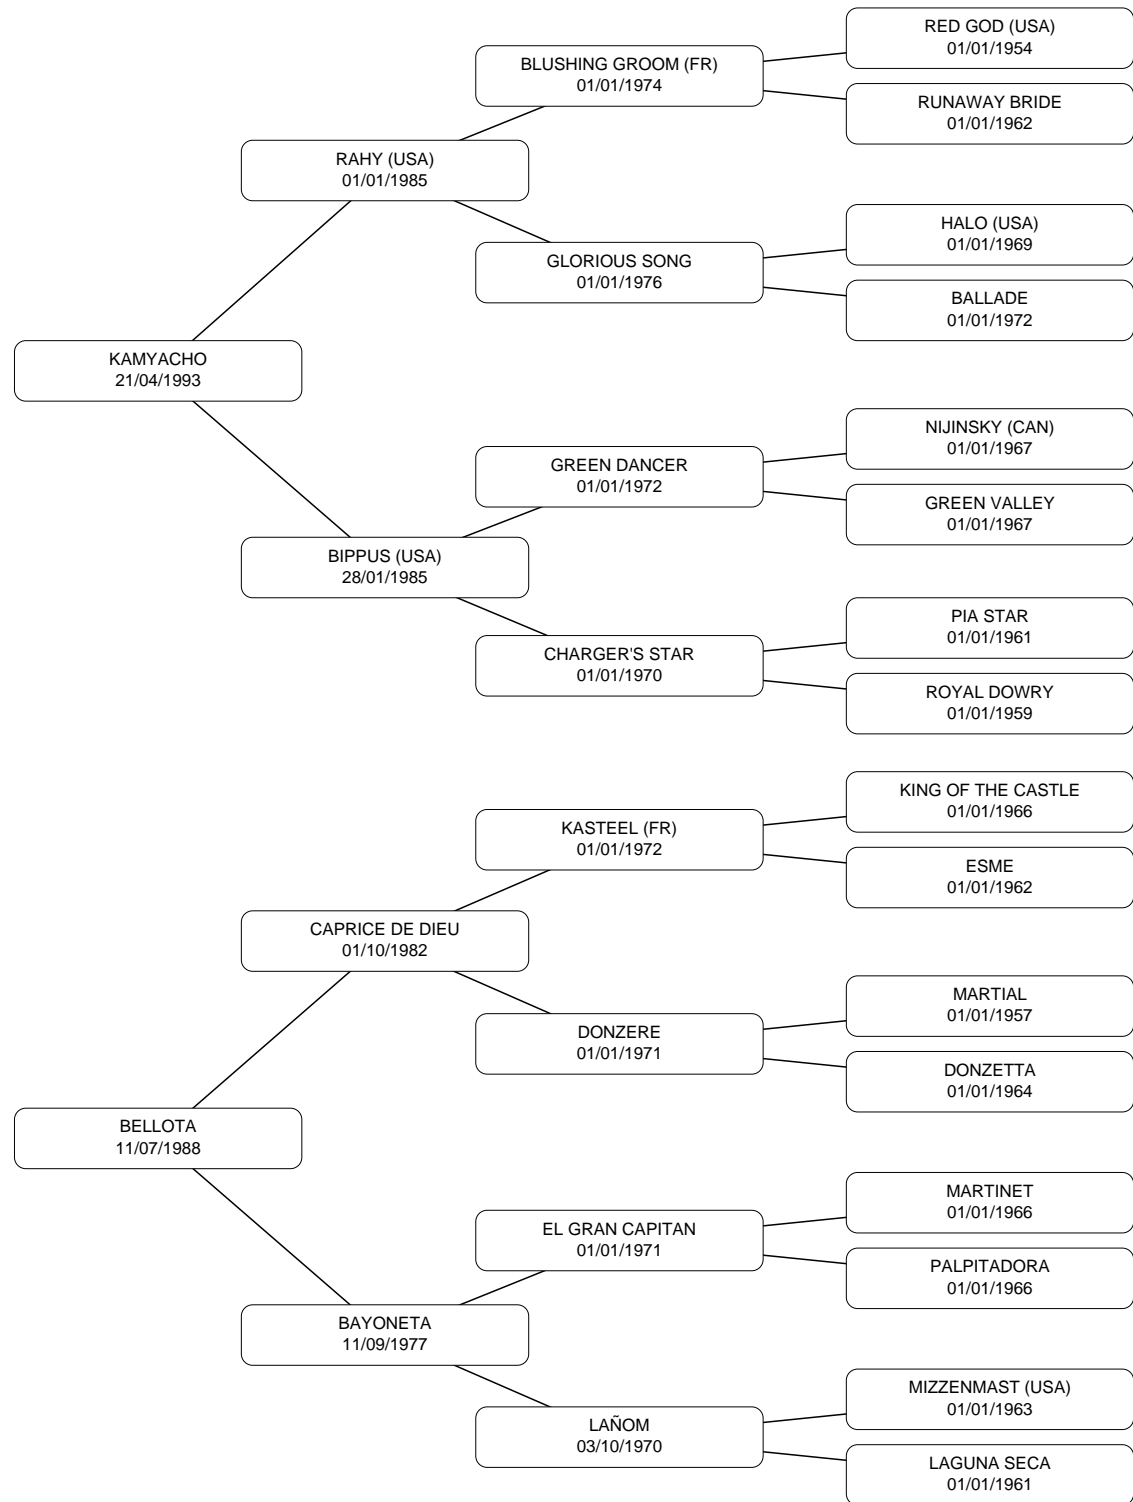 RED GOD (USA)
01/01/1954
BLUSHING GROOM (FR)
01/01/1974
RUNAWAY BRIDE
01/01/1962
RAHY (USA)
01/01/1985
HALO (USA)
01/01/1969
GLORIOUS SONG
01/01/1976
BALLADE
01/01/1972
KAMYACHO
21/04/1993
NIJINSKY (CAN)
01/01/1967
GREEN DANCER
01/01/1972
GREEN VALLEY
01/01/1967
BIPPUS (USA)
28/01/1985
PIA STAR
01/01/1961
CHARGER'S STAR
01/01/1970
ROYAL DOWRY
01/01/1959
KING OF THE CASTLE
01/01/1966
KASTEEL (FR)
01/01/1972
ESME
01/01/1962
CAPRICE DE DIEU
01/10/1982
MARTIAL
01/01/1957
DONZERE
01/01/1971
DONZETTA
01/01/1964
BELLOTA
11/07/1988
MARTINET
01/01/1966
EL GRAN CAPITAN
01/01/1971
PALPITADORA
01/01/1966
BAYONETA
11/09/1977
MIZZENMAST (USA)
01/01/1963
LAÑOM
03/10/1970
LAGUNA SECA
01/01/1961